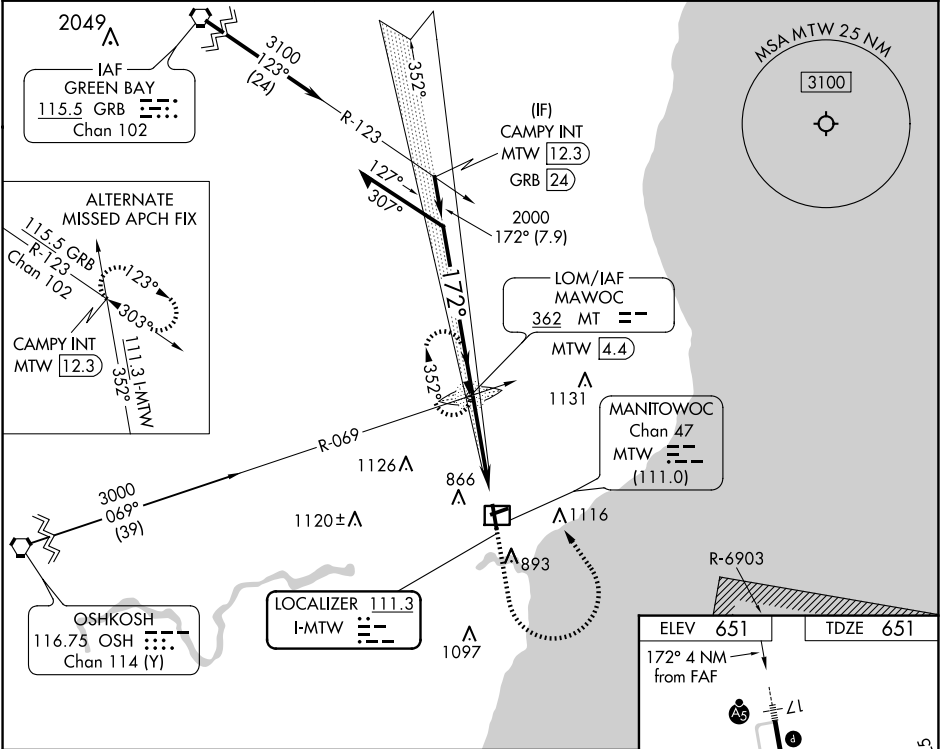 2049
IAF
GREEN BAY
115.5 GRB
Chan 102
3100
123°
(24)
R-123
352°
(IF)
CAMPY INT
MTW 12.3
GRB 24
2000
172° (7.9)
127°
307°
172°
MSA MTW 25 NM
3100
ALTERNATE
MISSED APCH FIX
115.5 GRB
R-123
Chan 102
123°
303°
CAMPY INT
MTW 12.3
111.3 I-MTW
352°
LOM/IAF
MAWOC
362 MT
MTW 4.4
352°
1131
MANITOWOC
Chan 47
MTW
(111.0)
R-069
1126
866
3000
069°
(39)
1120±
1116
893
OSHKOSH
116.75 OSH
Chan 114 (Y)
LOCALIZER 111.3
I-MTW
1097
R-6903
ELEV 651
TDZE 651
172° 4 NM
from FAF
A5
17
P
5